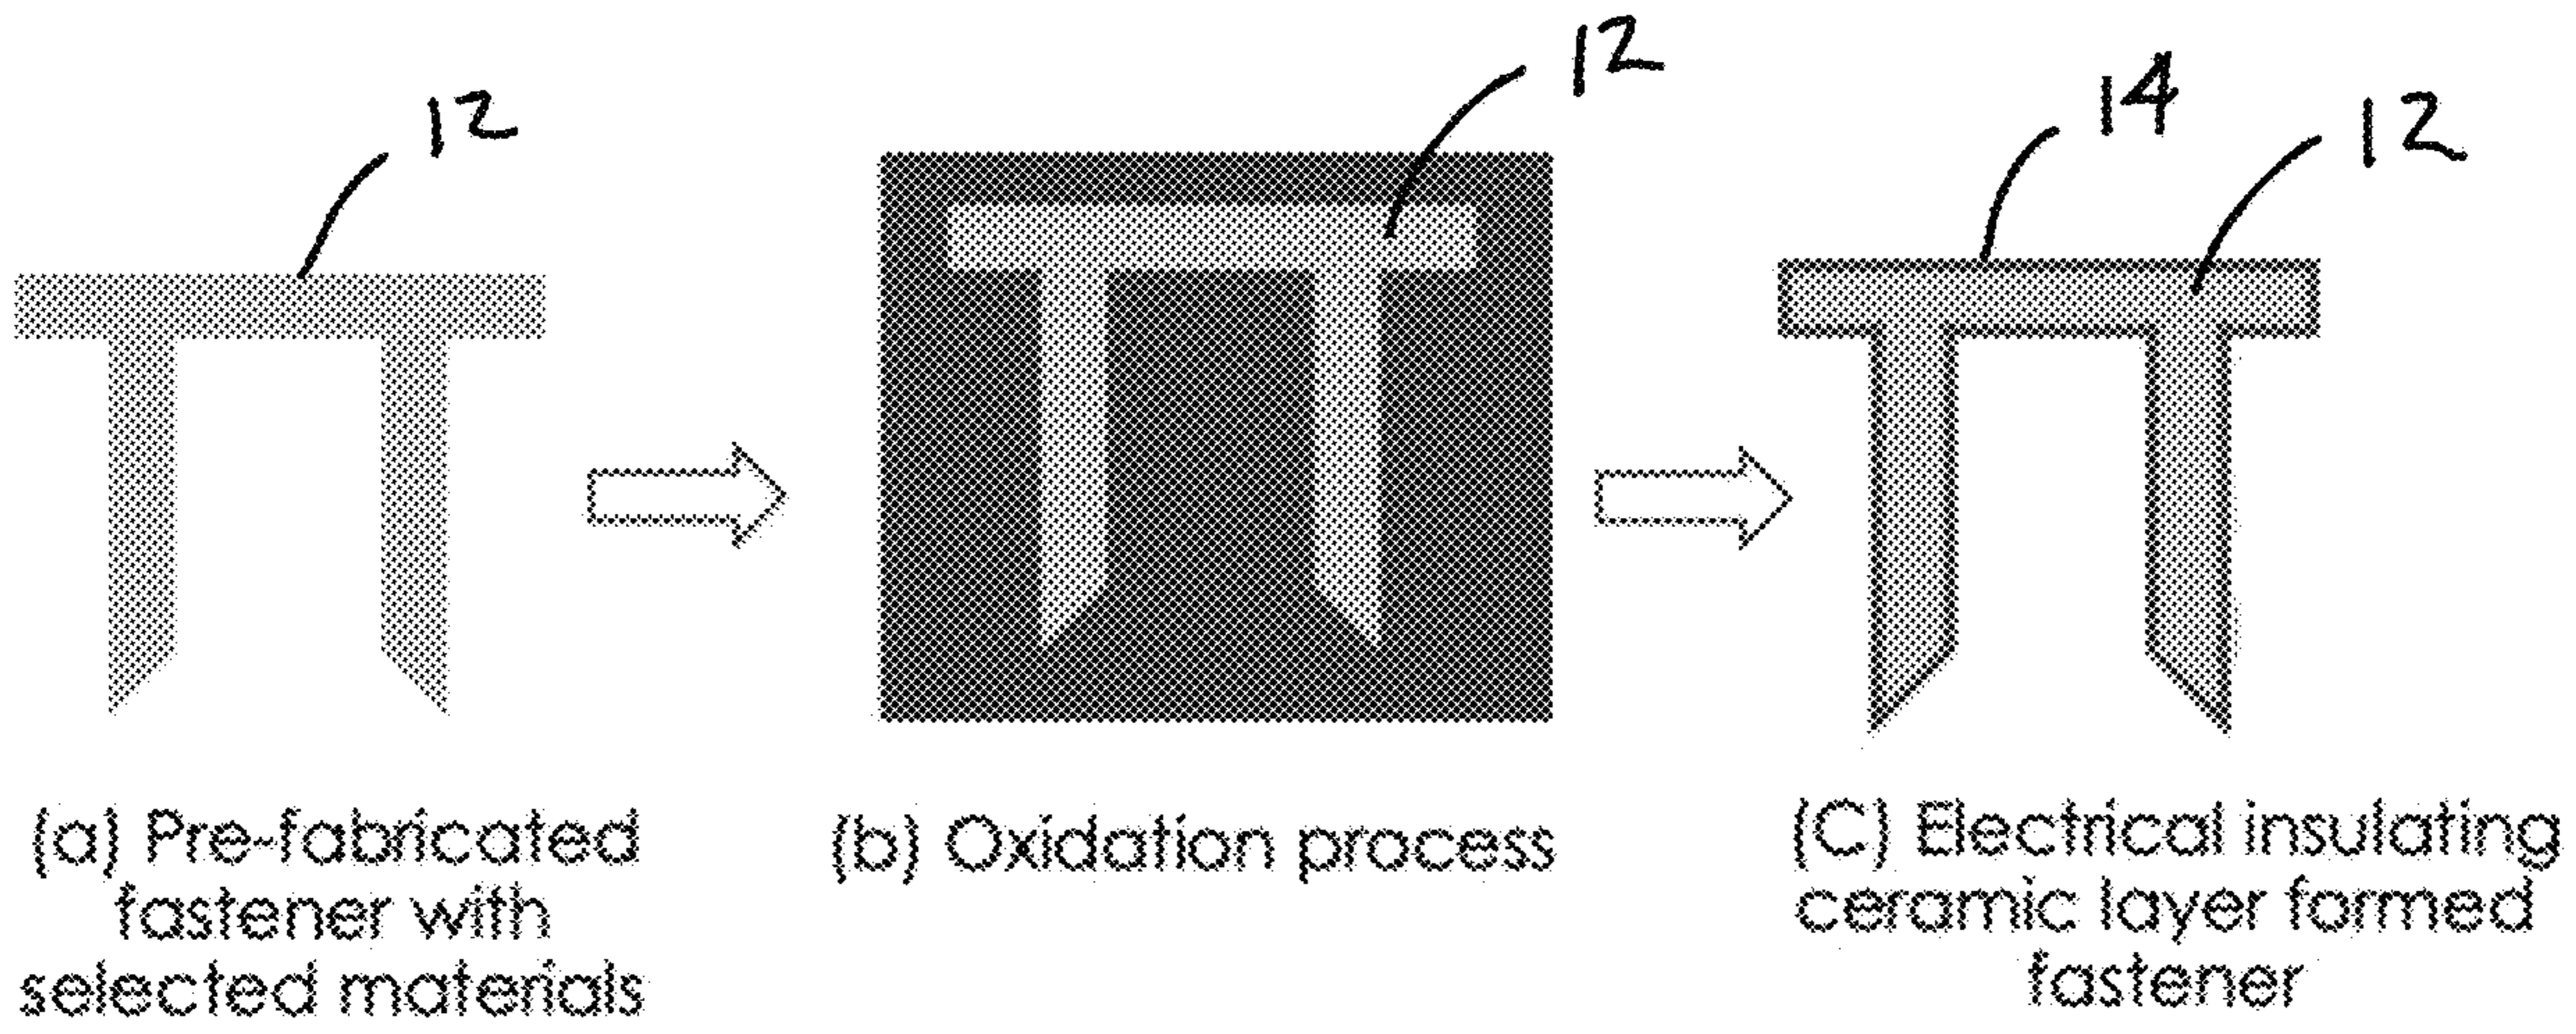 12
12
14
12
(a) Pre-fabricated
fastener with
selected materials
(b) Oxidation process
(C) Electrical insulating
ceramic layer formed
fastener